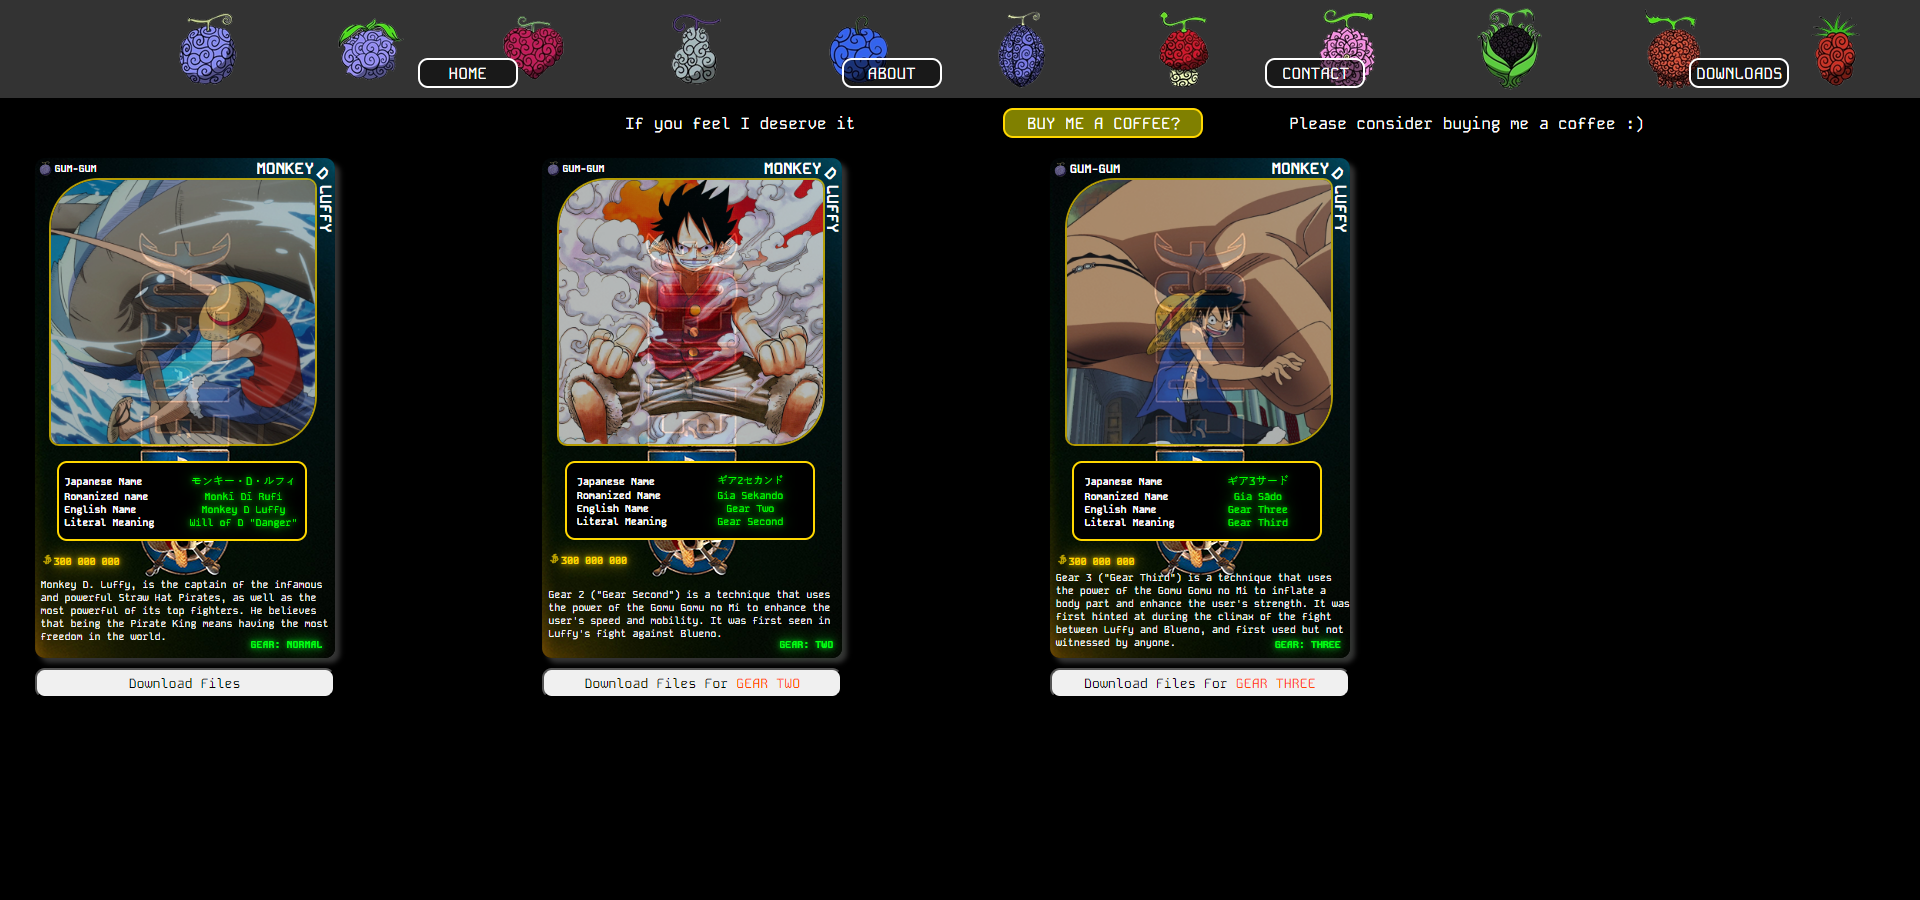 HOME
ABOUT
CONTACT
DOWNLOADS
If you feel I deserve it
BUY ME A COFFEE?
Please consider buying me a coffee :)
GUM-GUM
MONKEY
D
LUFFY
Japanese Name モンキー・D・ルフィ
Romanized name Monkī Dī Rufi
English Name Monkey D Luffy
Literal Meaning Will of D "Danger"
300 000 000
Monkey D. Luffy, is the captain of the infamous
and powerful Straw Hat Pirates, as well as the
most powerful of its top fighters. He believes
that being the Pirate King means having the most
freedom in the world.
GEAR: NORMAL
Download Files
GUM-GUM
MONKEY
D
LUFFY
Japanese Name ギア2セカンド
Romanized Name Gia Sekando
English Name Gear Two
Literal Meaning Gear Second
300 000 000
Gear 2 ("Gear Second") is a technique that uses
the power of the Gomu Gomu no Mi to enhance the
user's speed and mobility. It was first seen in
Luffy's fight against Blueno.
GEAR: TWO
Download Files For GEAR TWO
GUM-GUM
MONKEY
D
LUFFY
Japanese Name ギア3サード
Romanized Name Gia Sādo
English Name Gear Three
Literal Meaning Gear Third
300 000 000
Gear 3 ("Gear Third") is a technique that uses
the power of the Gomu Gomu no Mi to inflate a
body part and enhance the user's strength. It was
first hinted at during the climax of the fight
between Luffy and Blueno, and first used but not
witnessed by anyone.
GEAR: THREE
Download Files For GEAR THREE